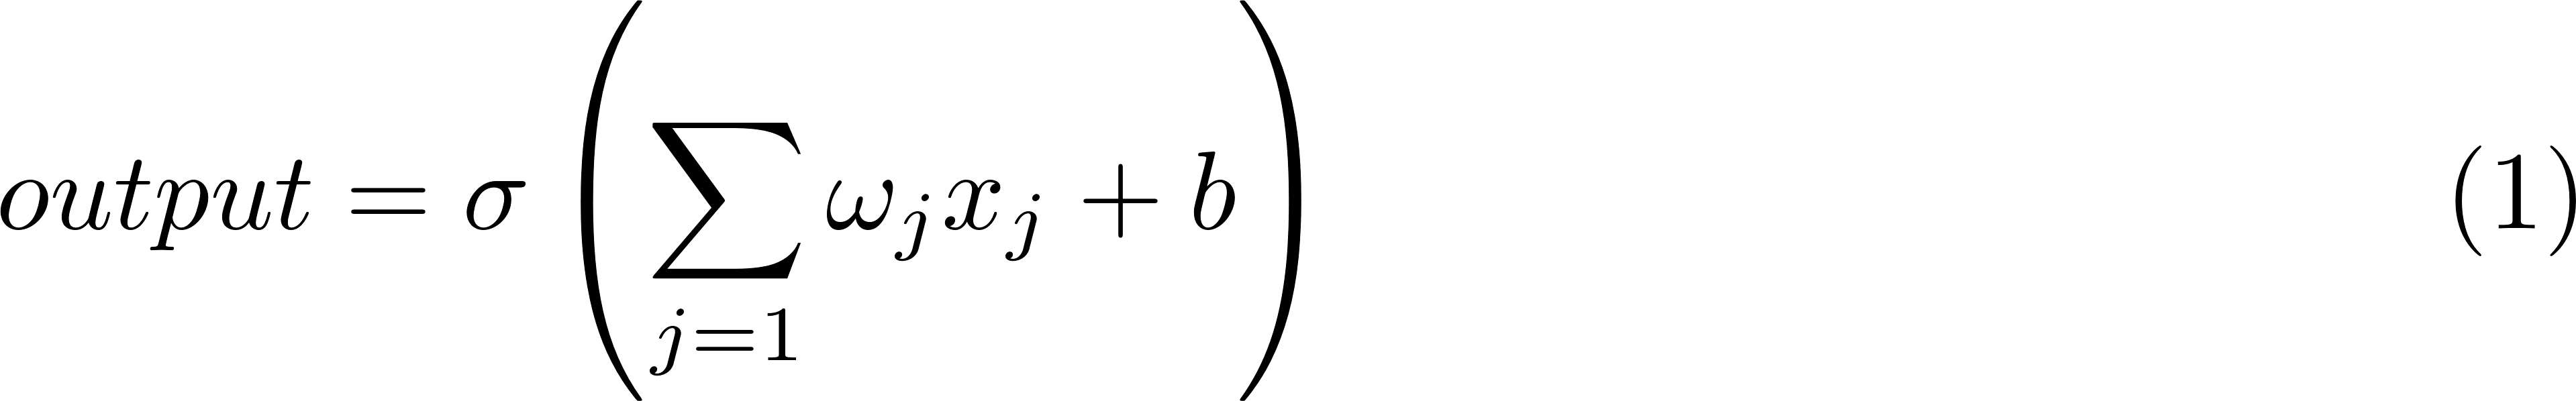 output = σ ( ∑_{j=1} ω_j x_j + b ) (1)